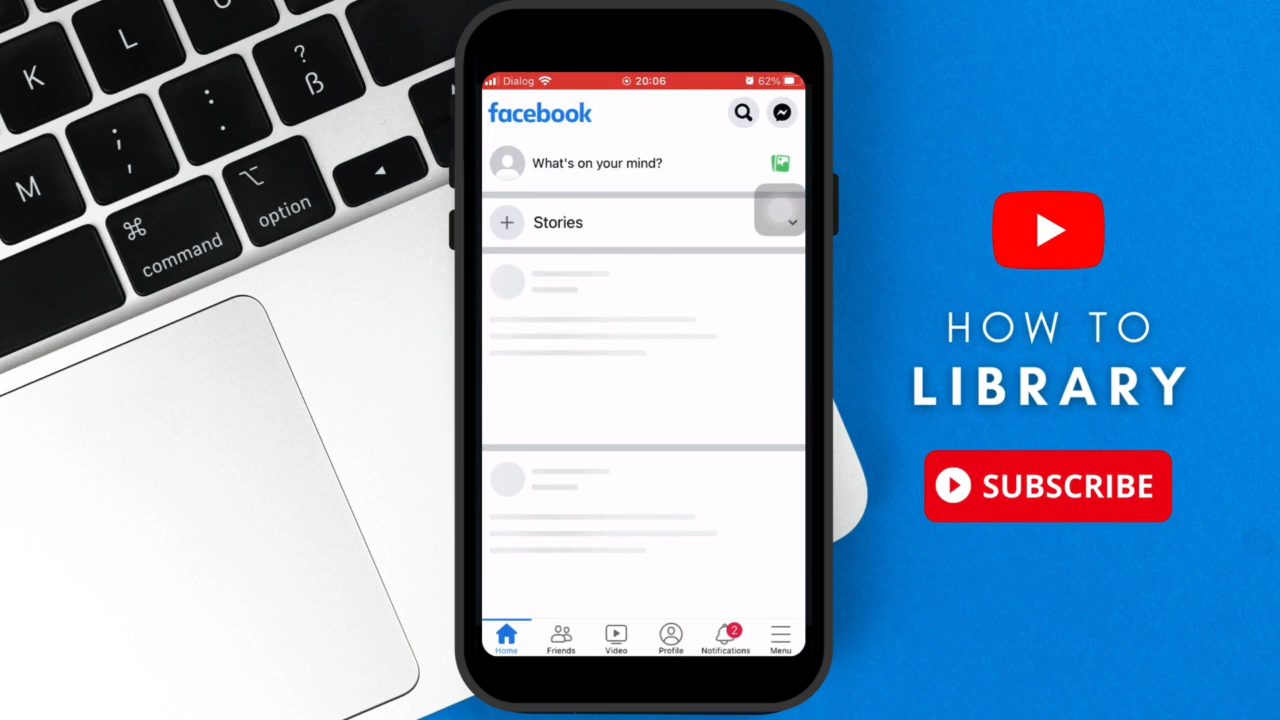 L
K
?
ß
:
.
;
,
M
⌘
command
⌥
option
◄
Dialog
20:06
62%
facebook
What's on your mind?
+
Stories
Home
Friends
Video
Profile
2
Notifications
Menu
HOW TO
LIBRARY
SUBSCRIBE